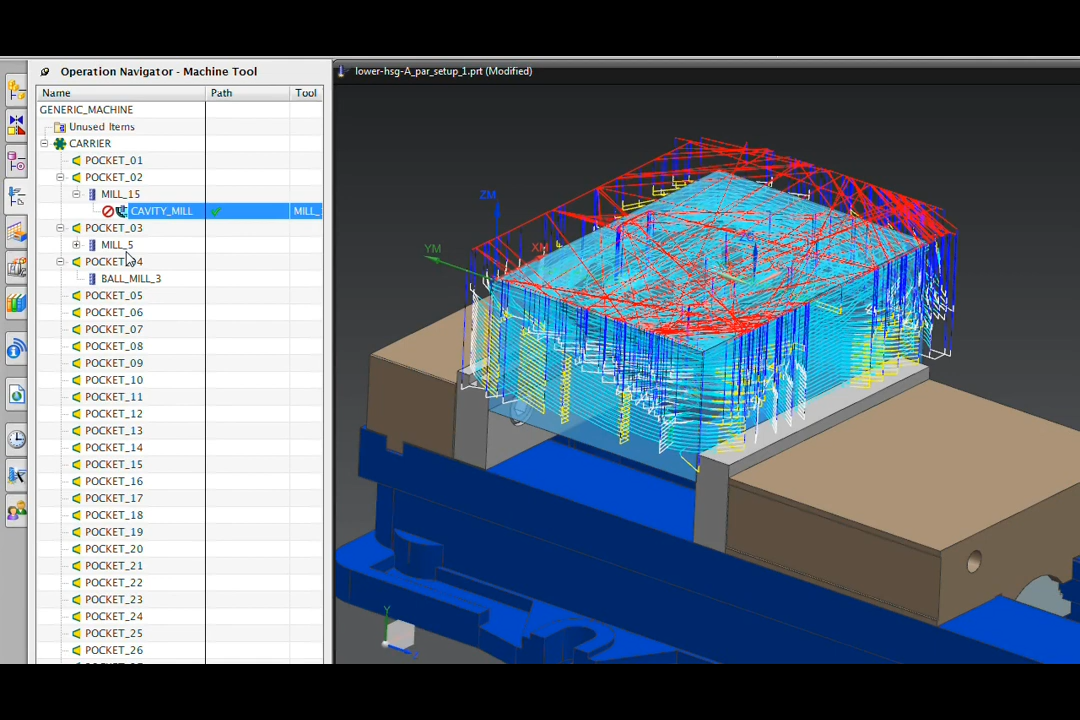 Operation Navigator - Machine Tool
lower-hsg-A_par_setup_1.prt (Modified)
Name Path Tool
GENERIC_MACHINE
Unused Items
CARRIER
POCKET_01
POCKET_02
MILL_15
CAVITY_MILL MILL_
POCKET_03
MILL_5
POCKET_04
BALL_MILL_3
POCKET_05
POCKET_06
POCKET_07
POCKET_08
POCKET_09
POCKET_10
POCKET_11
POCKET_12
POCKET_13
POCKET_14
POCKET_15
POCKET_16
POCKET_17
POCKET_18
POCKET_19
POCKET_20
POCKET_21
POCKET_22
POCKET_23
POCKET_24
POCKET_25
POCKET_26
ZM
YM
XM
Y